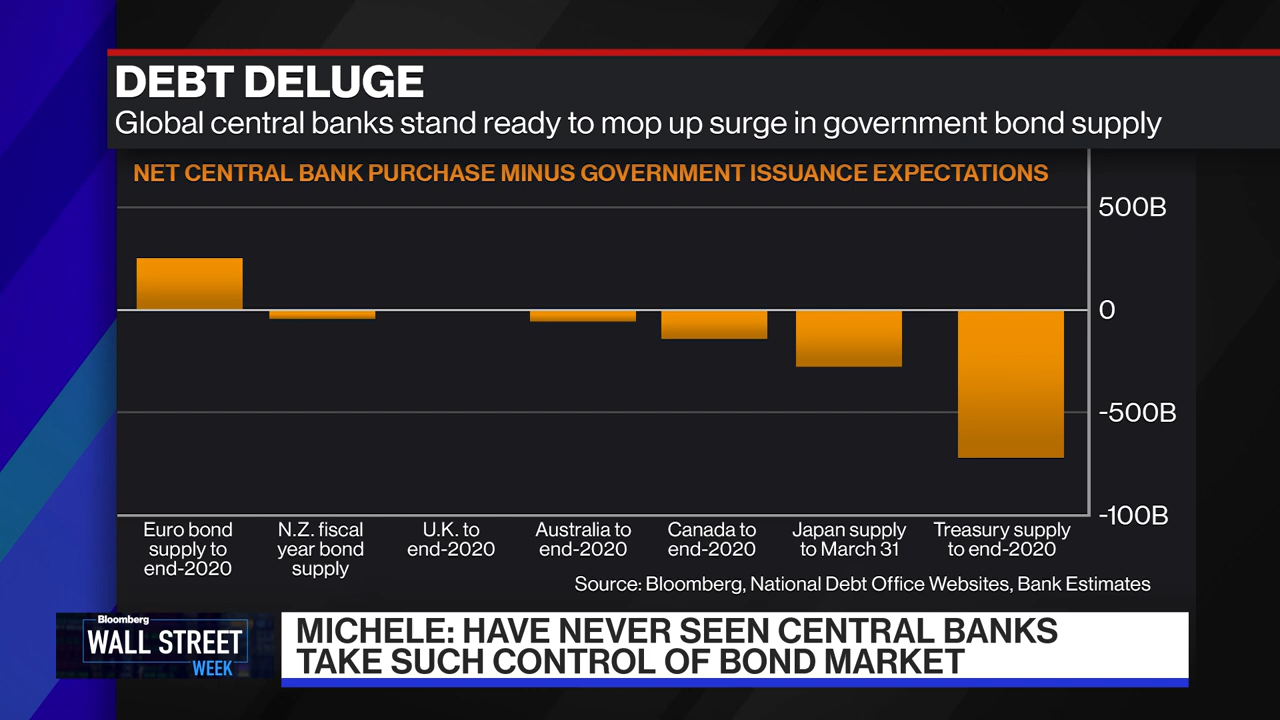 DEBT DELUGE
Global central banks stand ready to mop up surge in government bond supply
NET CENTRAL BANK PURCHASE MINUS GOVERNMENT ISSUANCE EXPECTATIONS
500B
0
-500B
-100B
Euro bond
supply to
end-2020
N.Z. fiscal
year bond
supply
U.K. to
end-2020
Australia to
end-2020
Canada to
end-2020
Japan supply
to March 31
Treasury supply
to end-2020
Source: Bloomberg, National Debt Office Websites, Bank Estimates
Bloomberg
WALL STREET
WEEK
MICHELE: HAVE NEVER SEEN CENTRAL BANKS
TAKE SUCH CONTROL OF BOND MARKET